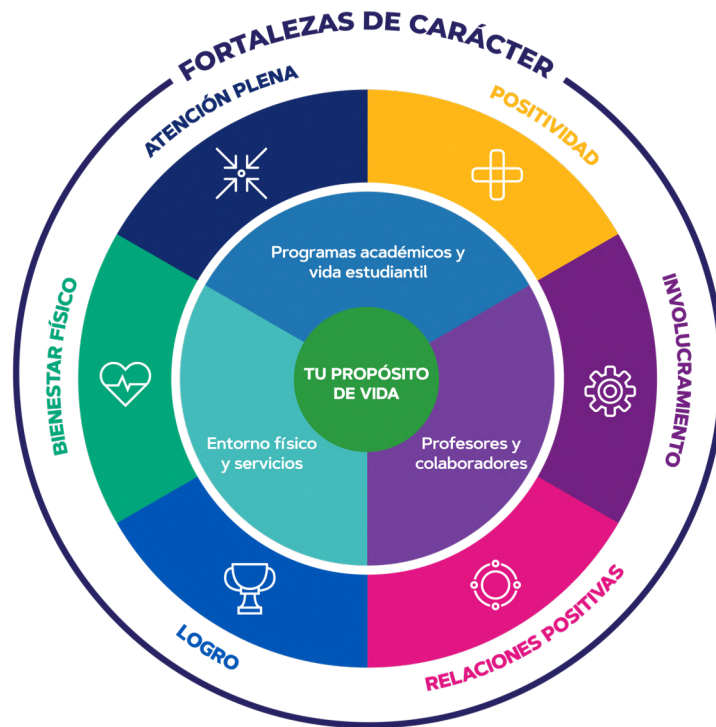 FORTALEZAS DE CARÁCTER
ATENCIÓN PLENA
POSITIVIDAD
BIENESTAR FÍSICO
INVOLUCRAMIENTO
LOGRO
RELACIONES POSITIVAS
Programas académicos y
vida estudiantil
TU PROPÓSITO
DE VIDA
Entorno físico
y servicios
Profesores y
colaboradores